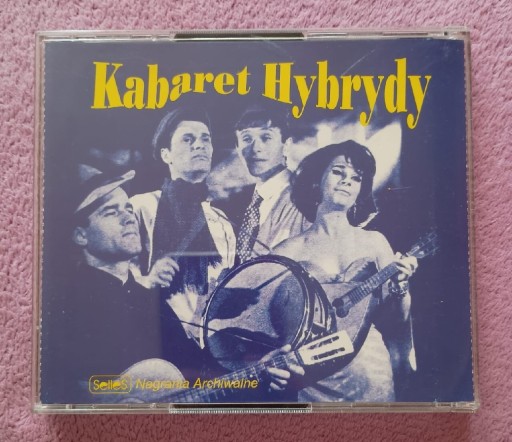 Kabaret Hybrydy
Selles Nagrania Archiwalne